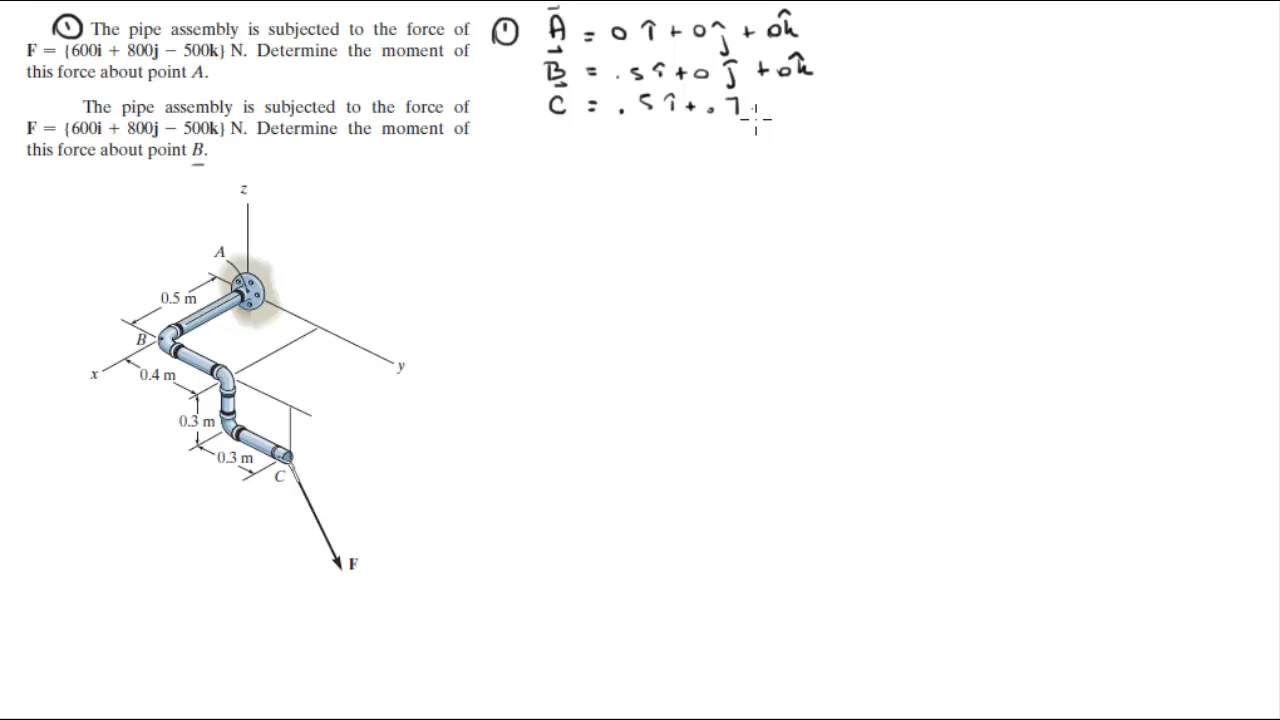 ① The pipe assembly is subjected to the force of
F = {600i + 800j − 500k} N. Determine the moment of
this force about point A.
The pipe assembly is subjected to the force of
F = {600i + 800j − 500k} N. Determine the moment of
this force about point B.
① A = 0 î + 0 ĵ + 0 k̂
B = .5 î + 0 ĵ + 0 k̂
C = .5 î + .7
z
A
0.5 m
B
x
0.4 m
y
0.3 m
0.3 m
C
F